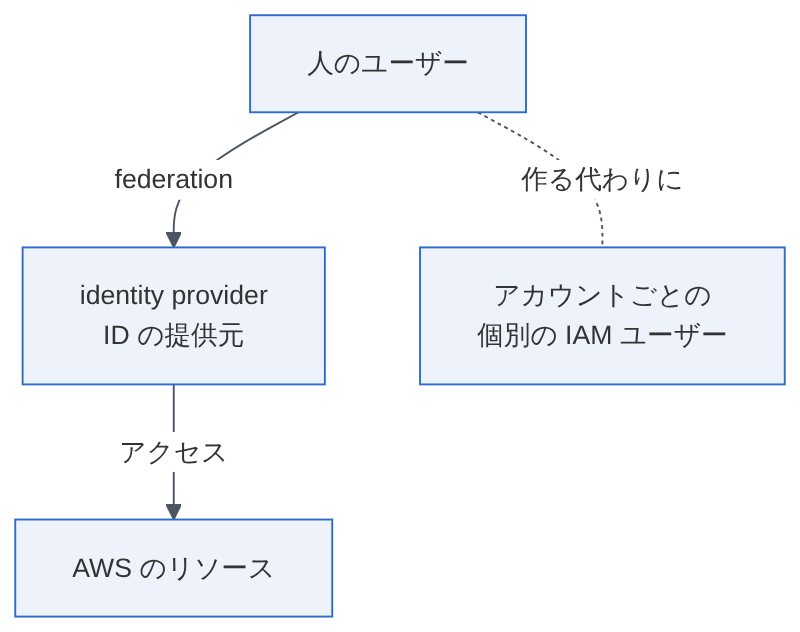 人のユーザー
federation
作る代わりに
identity provider
ID の提供元
アカウントごとの
個別の IAM ユーザー
アクセス
AWS のリソース